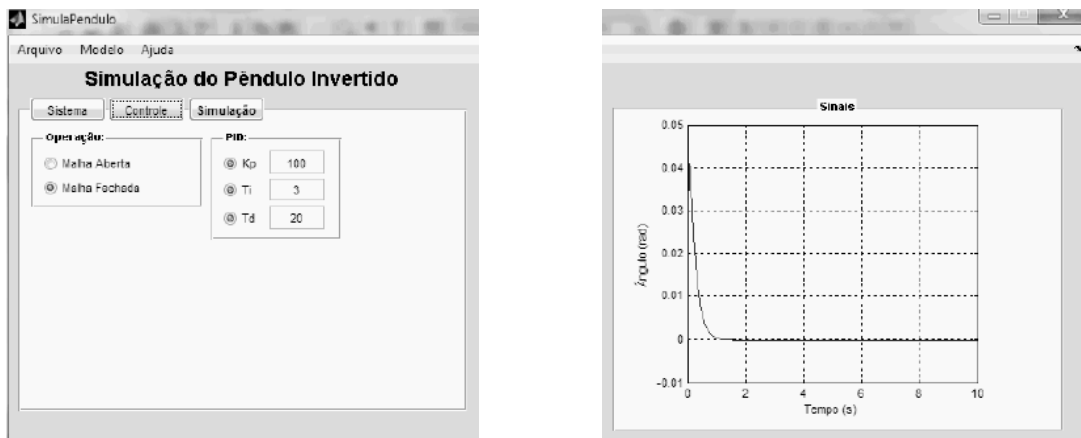 SimulaPendulo
Arquivo Modelo Ajuda
Simulação do Pêndulo Invertido
Sistema Controle Simulação
Operação:
Malha Aberta
Malha Fechada
PID:
Kp 100
Ti 3
Td 20
Sinais
Ângulo (rad)
0.05
0.04
0.03
0.02
0.01
0
-0.01
0 2 4 6 8 10
Tempo (s)